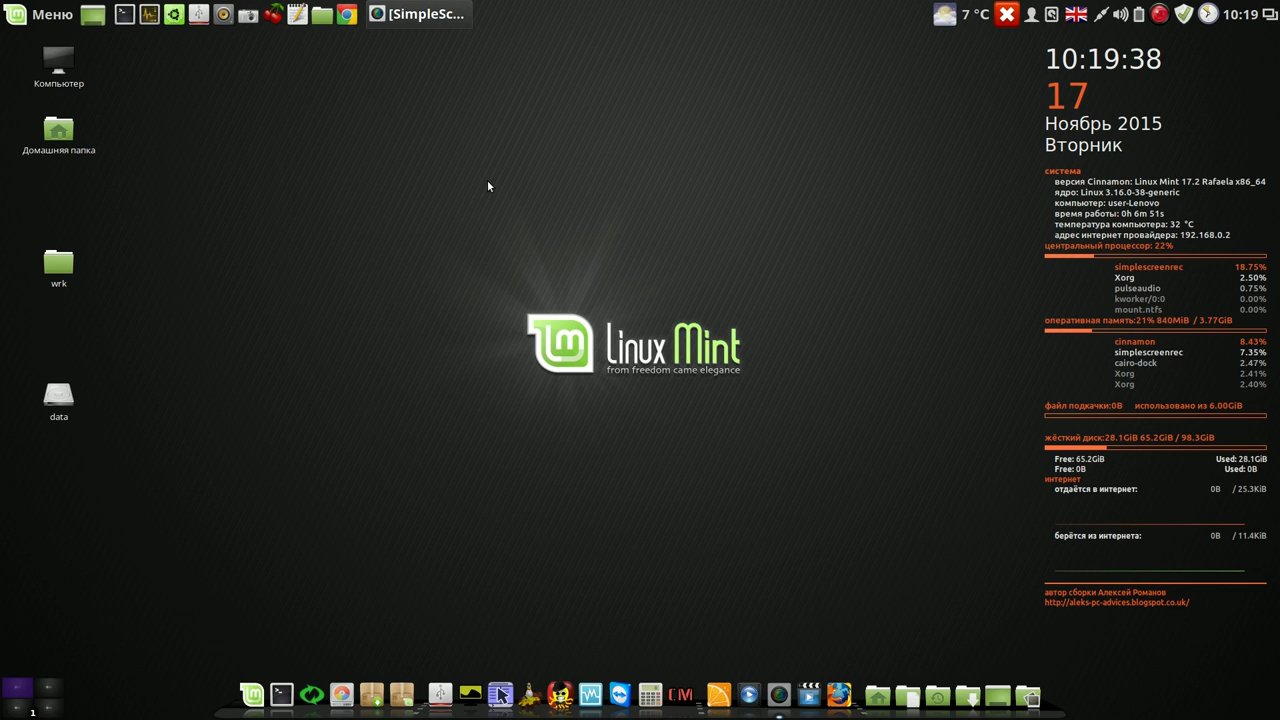 Меню
[SimpleSc...
7 °C
10:19
Компьютер
Домашняя папка
wrk
data
Linux Mint
from freedom came elegance
10:19:38
17
Ноябрь 2015
Вторник
система
версия Cinnamon: Linux Mint 17.2 Rafaela x86_64
ядро: Linux 3.16.0-38-generic
компьютер: user-Lenovo
время работы: 0h 6m 51s
температура компьютера: 32 °C
адрес интернет провайдера: 192.168.0.2
центральный процессор: 22%
simplescreenrec 18.75%
Xorg 2.50%
pulseaudio 0.75%
kworker/0:0 0.00%
mount.ntfs 0.00%
оперативная память:21% 840MiB / 3.77GiB
cinnamon 8.43%
simplescreenrec 7.35%
cairo-dock 2.47%
Xorg 2.41%
Xorg 2.40%
файл подкачки:0B использовано из 6.00GiB
жёсткий диск:28.1GiB 65.2GiB / 98.3GiB
Free: 65.2GiB Used: 28.1GiB
Free: 0B Used: 0B
интернет
отдаётся в интернет: 0B / 25.3KiB
берётся из интернета: 0B / 11.4KiB
автор сборки Алексей Романов
http://aleks-pc-advices.blogspot.co.uk/
1